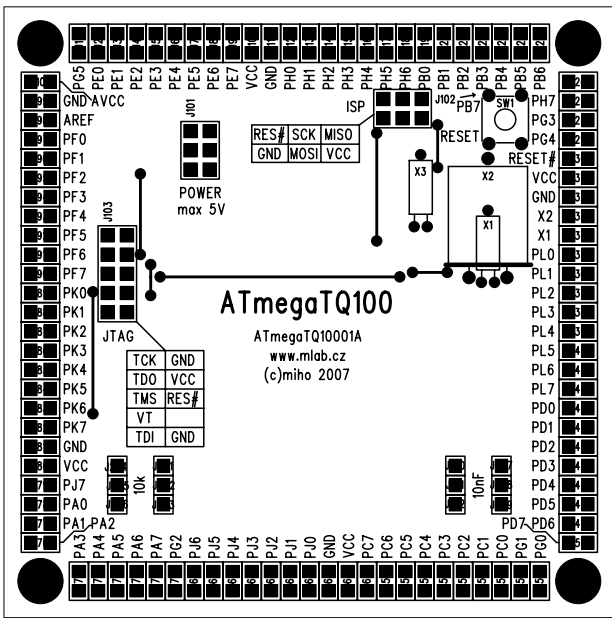 PG5 PE0 PE1 PE2 PE3 PE4 PE5 PE6 PE7 VCC GND PH0 PH1 PH2 PH3 PH4 PH5 PH6 PB0 PB1 PB2 PB3 PB4 PB5 PB6
GND AVCC
AREF
PF0
PF1
PF2
PF3
PF4
PF5
PF6
PF7
PK0
PK1
PK2
PK3
PK4
PK5
PK6
PK7
GND
VCC
PJ7
PA0
PA1 PA2
J101
POWER
max 5V
ISP
J102
RES# SCK MISO
GND MOSI VCC
PB7
SW1
RESET
X3
X2
X1
J103
JTAG
TCK GND
TDO VCC
TMS RES#
VT
TDI GND
ATmegaTQ100
ATmegaTQ10001A
www.mlab.cz
(c)miho 2007
10k
10nF
PH7
PG3
PG4
RESET#
VCC
GND
X2
X1
PL0
PL1
PL2
PL3
PL4
PL5
PL6
PL7
PD0
PD1
PD2
PD3
PD4
PD5
PD7 PD6
PA3 PA4 PA5 PA6 PA7 PG2 PJ6 PJ5 PJ4 PJ3 PJ2 PJ1 PJ0 GND VCC PC7 PC6 PC5 PC4 PC3 PC2 PC1 PC0 PG1 PG0